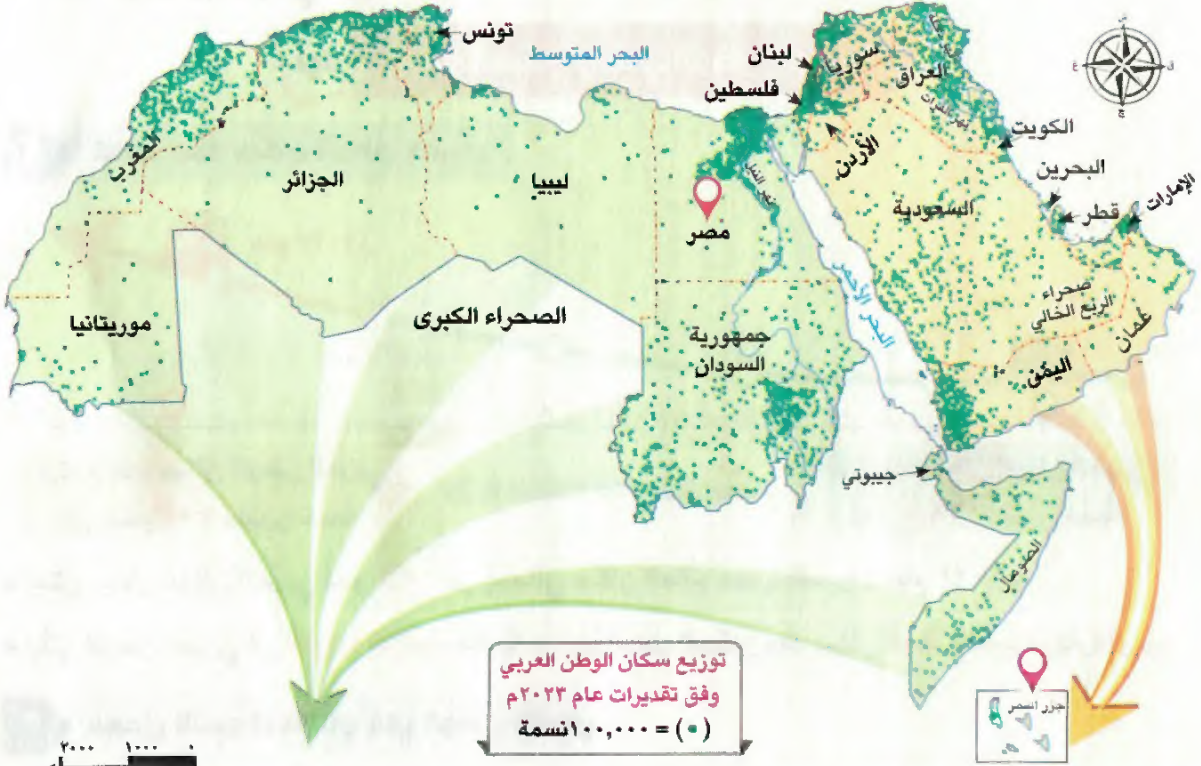 تونس
البحر المتوسط
لبنان
سوريا
العراق
فلسطين
الأردن
الكويت
البحرين
قطر
الإمارات
المغرب
الجزائر
ليبيا
مصر
نهر النيل
السعودية
البحر الأحمر
صحراء
الربع الخالي
عُمان
اليمن
موريتانيا
الصحراء الكبرى
جمهورية
السودان
جيبوتي
الصومال
توزيع سكان الوطن العربي
وفق تقديرات عام ٢٠٢٣م
(•) = ١٠٠,٠٠٠ نسمة
جزر القمر
٢٠٠٠ ١٠٠٠ ٠